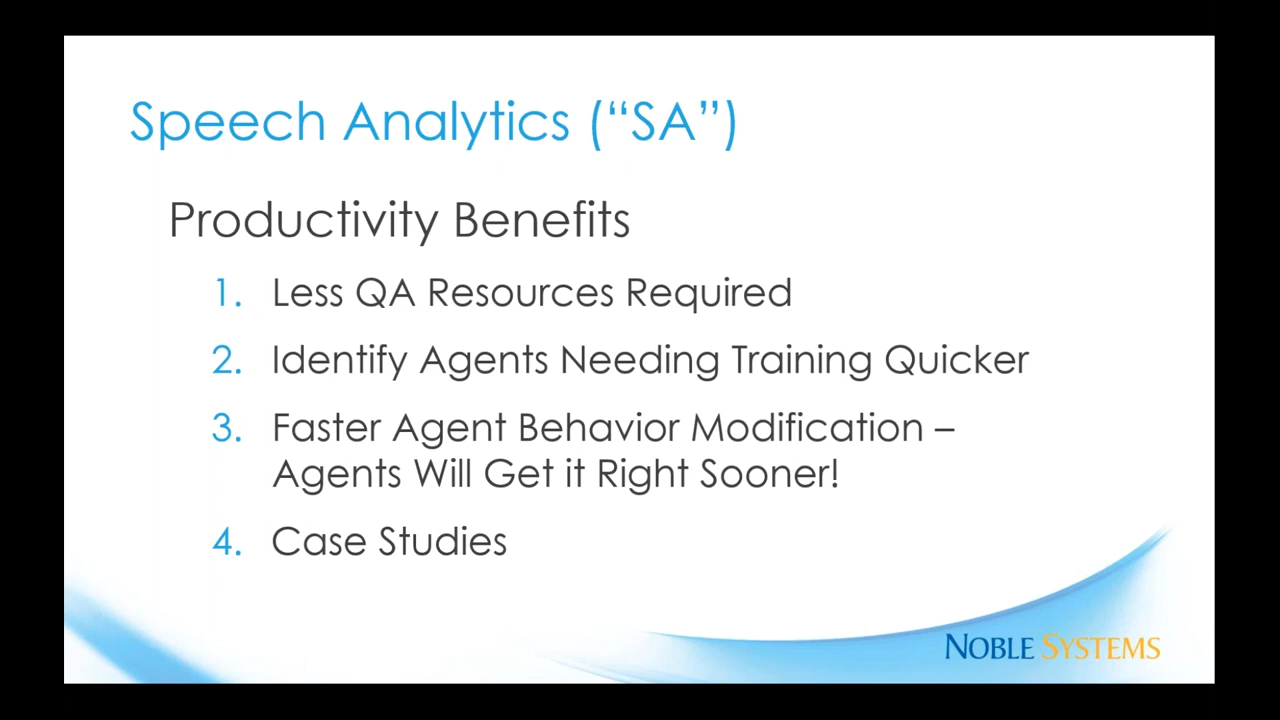 Speech Analytics (“SA”)
Productivity Benefits
1. Less QA Resources Required
2. Identify Agents Needing Training Quicker
3. Faster Agent Behavior Modification –
Agents Will Get it Right Sooner!
4. Case Studies
NOBLE SYSTEMS